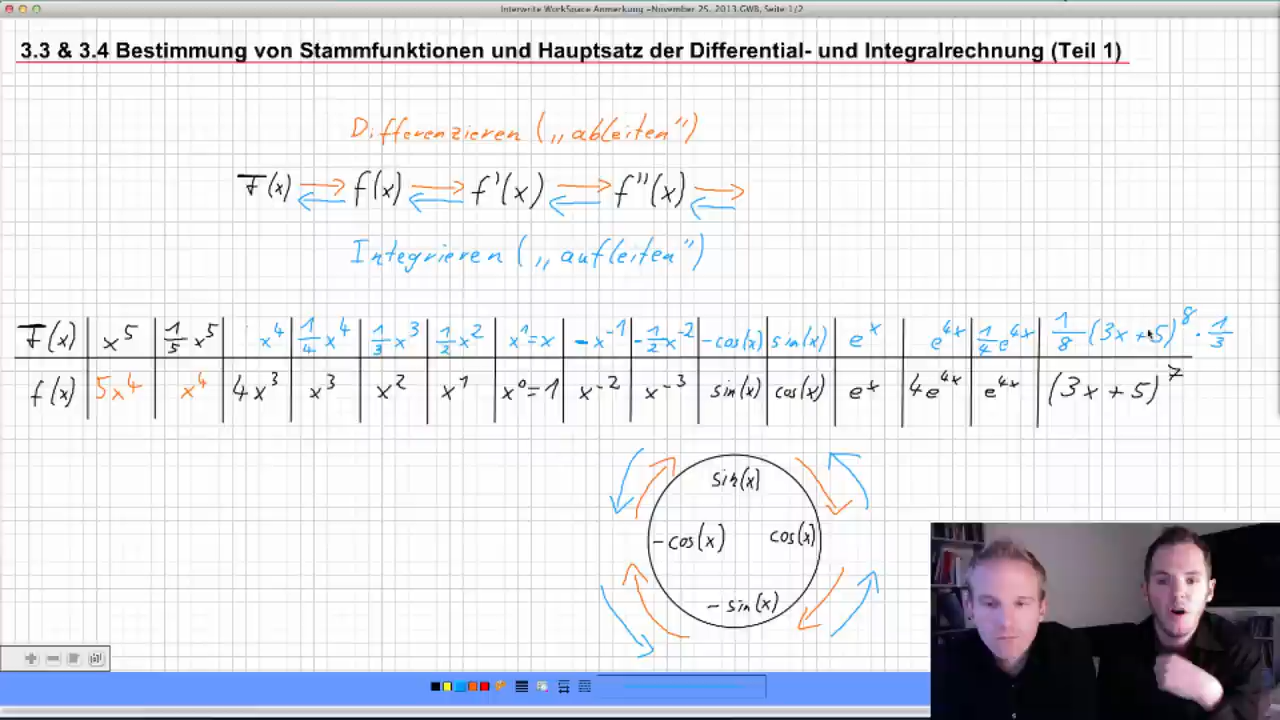 Interwrite WorkSpace Anmerkung -November 25, 2013.GWB, Seite:1/2
3.3 & 3.4 Bestimmung von Stammfunktionen und Hauptsatz der Differential- und Integralrechnung (Teil 1)
Differenzieren („ableiten")
F(x) → ← f(x) → ← f'(x) → ← f''(x) → ←
Integrieren („aufleiten")
F(x) | x⁵ | 1/5 x⁵ | x⁴ | 1/4 x⁴ | 1/3 x³ | 1/2 x² | x¹=x | -x⁻¹ | -1/2 x⁻² | -cos(x) | sin(x) | eˣ | e⁴ˣ | 1/4 e⁴ˣ | 1/8 (3x+5)⁸ · 1/3
f(x) | 5x⁴ | x⁴ | 4x³ | x³ | x² | x¹ | x⁰=1 | x⁻² | x⁻³ | sin(x) | cos(x) | eˣ | 4e⁴ˣ | e⁴ˣ | (3x+5)⁷
sin(x)
-cos(x) cos(x)
-sin(x)